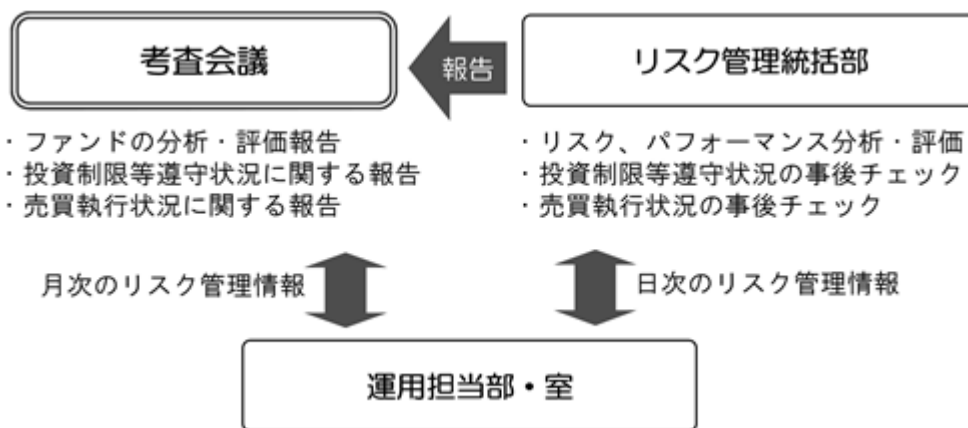 考査会議
報告
リスク管理統括部
・ファンドの分析・評価報告
・投資制限等遵守状況に関する報告
・売買執行状況に関する報告
・リスク、パフォーマンス分析・評価
・投資制限等遵守状況の事後チェック
・売買執行状況の事後チェック
月次のリスク管理情報
日次のリスク管理情報
運用担当部・室